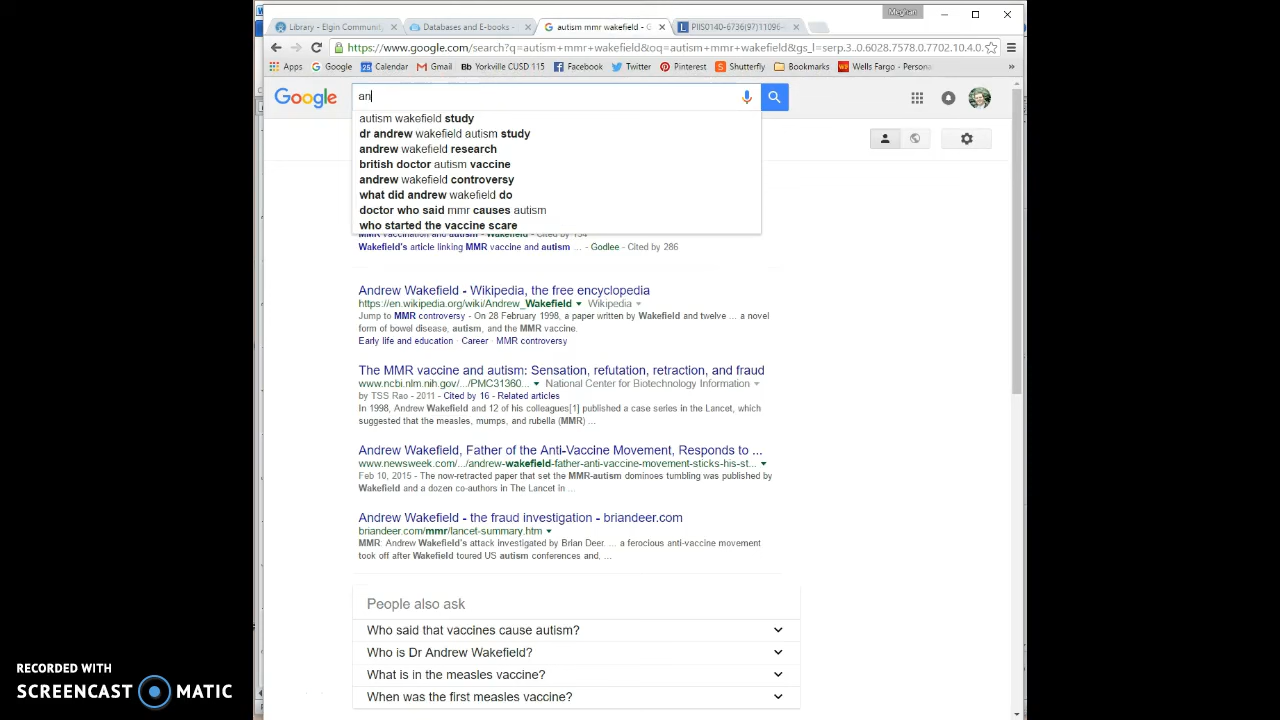 Meghan
Library - Elgin Community
Databases and E-books -
autism mmr wakefield - G
PIIS0140-6736(97)11096-
https://www.google.com/search?q=autism+mmr+wakefield&oq=autism+mmr+wakefield&gs_l=serp.3..0.6028.7578.0.7702.10.4.0.
Apps Google Calendar Gmail Yorkville CUSD 115 Facebook Twitter Pinterest Shutterfly Bookmarks Wells Fargo - Persona
Google
an
autism wakefield study
dr andrew wakefield autism study
andrew wakefield research
british doctor autism vaccine
andrew wakefield controversy
what did andrew wakefield do
doctor who said mmr causes autism
who started the vaccine scare
MMR vaccination and autism - Wakefield - Cited by 134
Wakefield's article linking MMR vaccine and autism ... - Godlee - Cited by 286
Andrew Wakefield - Wikipedia, the free encyclopedia
https://en.wikipedia.org/wiki/Andrew_Wakefield Wikipedia
Jump to MMR controversy - On 28 February 1998, a paper written by Wakefield and twelve ... a novel
form of bowel disease, autism, and the MMR vaccine.
Early life and education · Career · MMR controversy
The MMR vaccine and autism: Sensation, refutation, retraction, and fraud
www.ncbi.nlm.nih.gov/.../PMC31360... National Center for Biotechnology Information
by TSS Rao - 2011 - Cited by 16 - Related articles
In 1998, Andrew Wakefield and 12 of his colleagues[1] published a case series in the Lancet, which
suggested that the measles, mumps, and rubella (MMR) ...
Andrew Wakefield, Father of the Anti-Vaccine Movement, Responds to ...
www.newsweek.com/.../andrew-wakefield-father-anti-vaccine-movement-sticks-his-st...
Feb 10, 2015 - The now-retracted paper that set the MMR-autism dominoes tumbling was published by
Wakefield and a dozen co-authors in The Lancet in ...
Andrew Wakefield - the fraud investigation - briandeer.com
briandeer.com/mmr/lancet-summary.htm
MMR: Andrew Wakefield's attack investigated by Brian Deer. ... a ferocious anti-vaccine movement
took off after Wakefield toured US autism conferences and, ...
People also ask
Who said that vaccines cause autism?
Who is Dr Andrew Wakefield?
What is in the measles vaccine?
When was the first measles vaccine?
RECORDED WITH
SCREENCAST MATIC